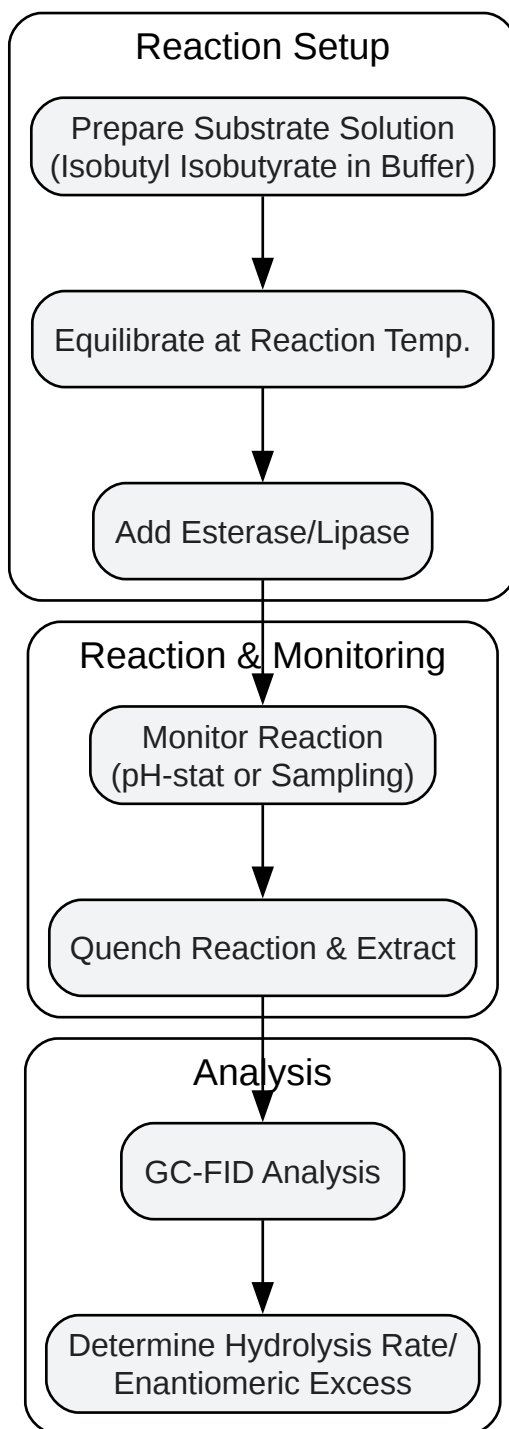 Reaction Setup
Prepare Substrate Solution
(Isobutyl Isobutyrate in Buffer)
Equilibrate at Reaction Temp.
Add Esterase/Lipase
Reaction & Monitoring
Monitor Reaction
(pH-stat or Sampling)
Quench Reaction & Extract
Analysis
GC-FID Analysis
Determine Hydrolysis Rate/
Enantiomeric Excess